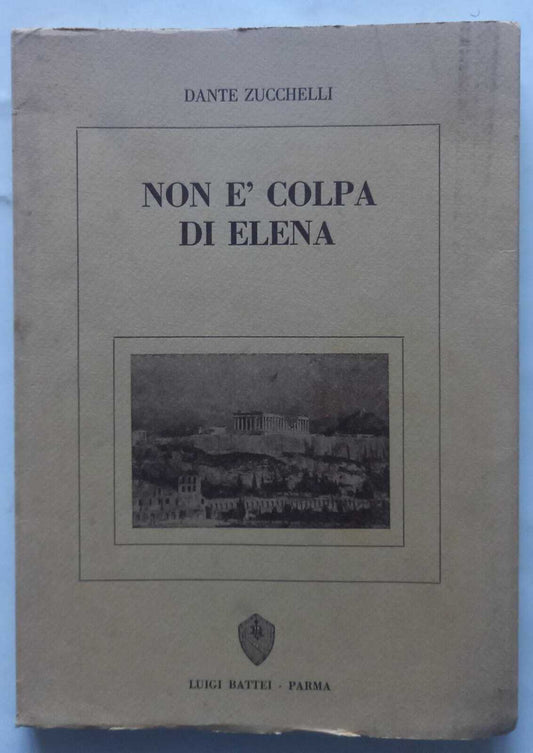 DANTE ZUCCHELLI
NON E' COLPA
DI ELENA
LUIGI BATTEI - PARMA